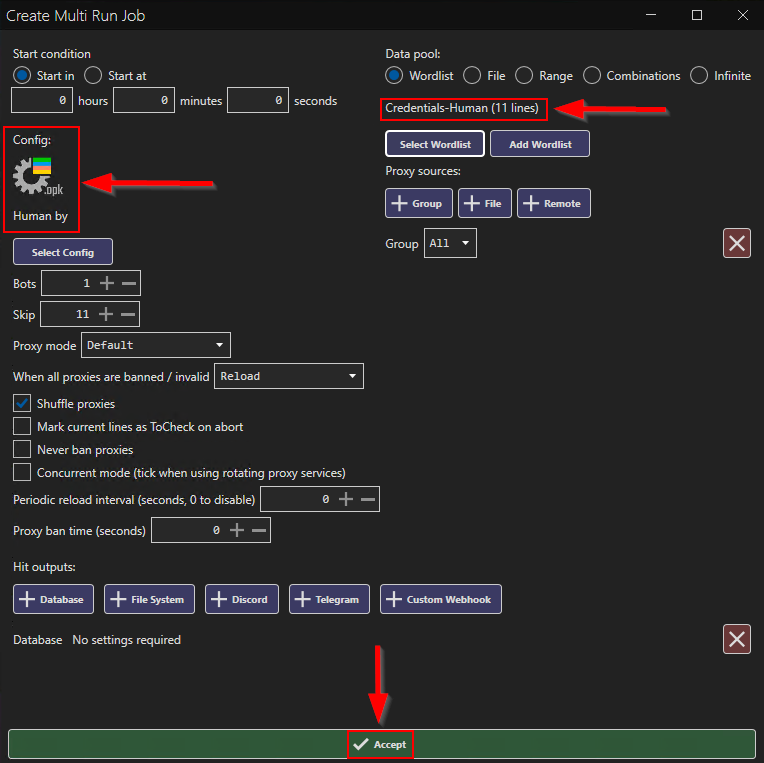 Create Multi Run Job
Start condition
Start in Start at
0 hours 0 minutes 0 seconds
Config:
.opk
Human by
Select Config
Bots 1
Skip 11
Proxy mode Default
When all proxies are banned / invalid Reload
Shuffle proxies
Mark current lines as ToCheck on abort
Never ban proxies
Concurrent mode (tick when using rotating proxy services)
Periodic reload interval (seconds, 0 to disable) 0
Proxy ban time (seconds) 0
Data pool:
Wordlist File Range Combinations Infinite
Credentials-Human (11 lines)
Select Wordlist Add Wordlist
Proxy sources:
Group File Remote
Group All
Hit outputs:
Database File System Discord Telegram Custom Webhook
Database No settings required
Accept